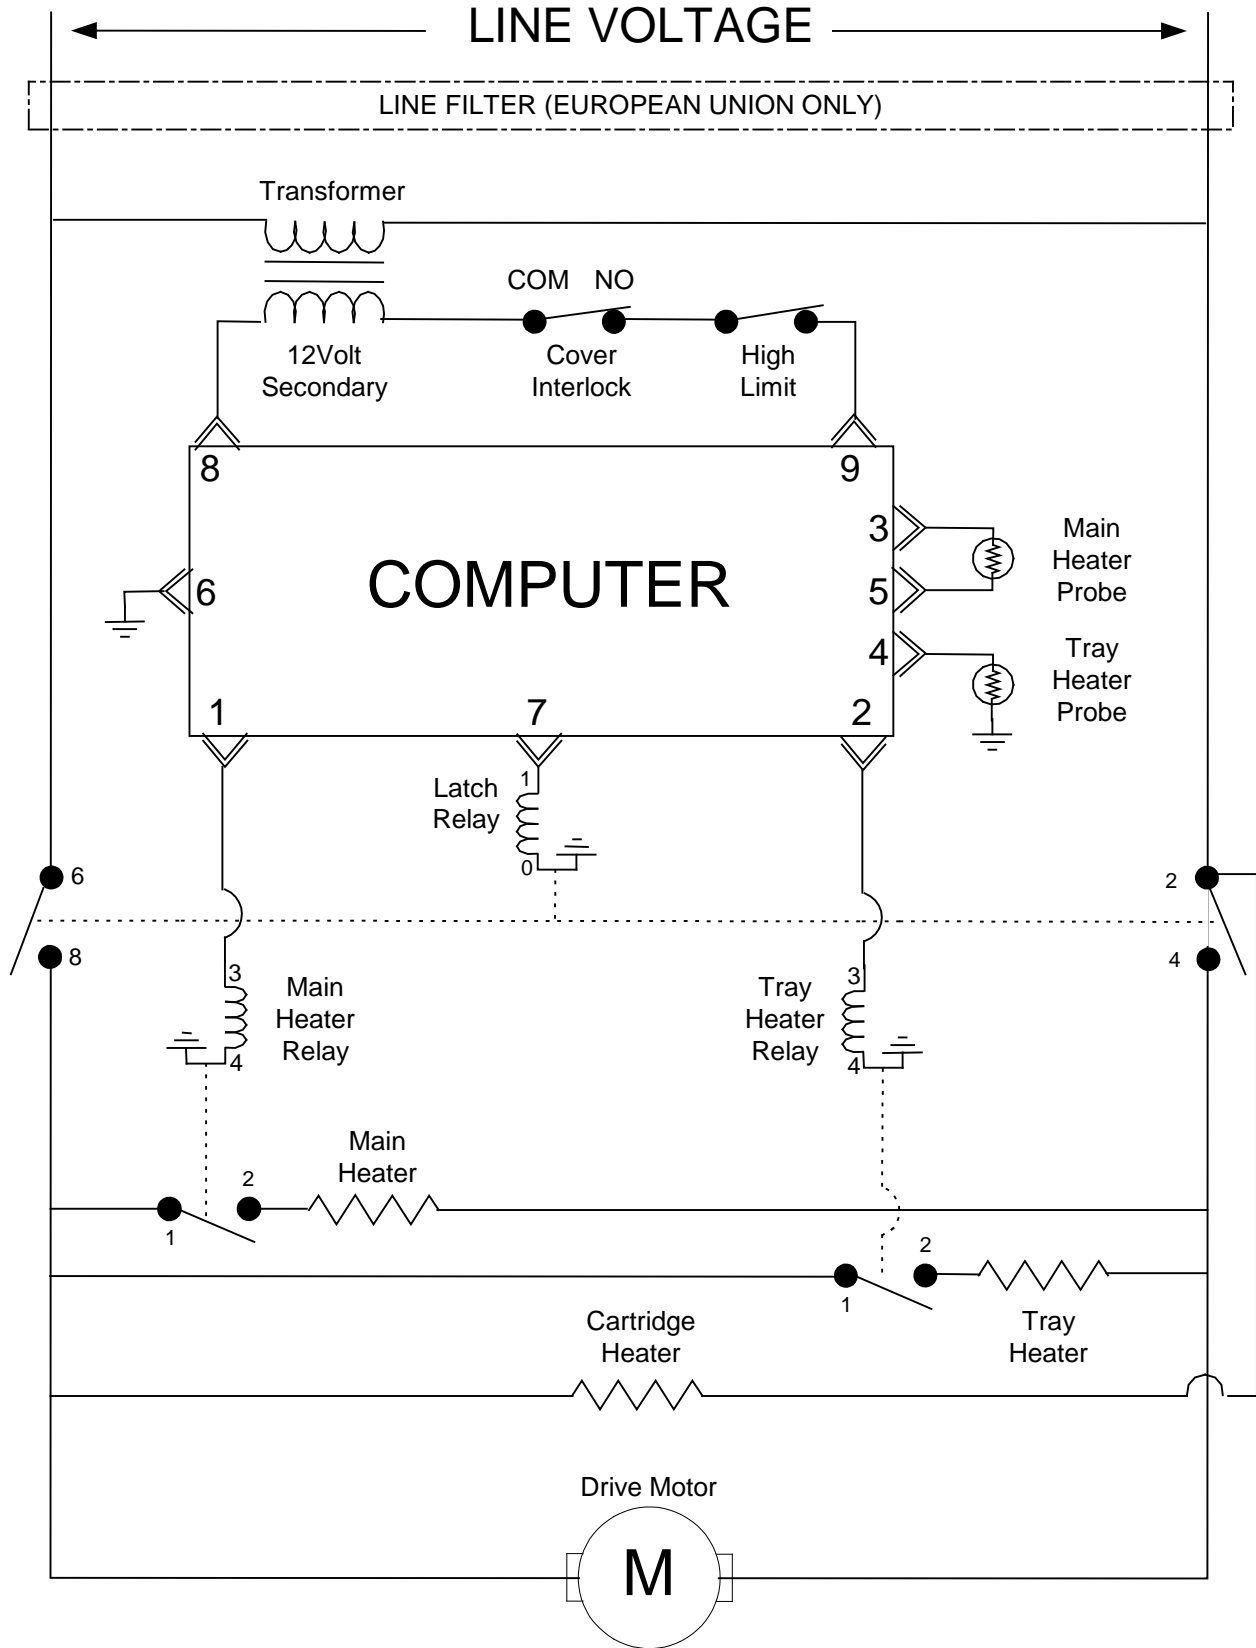 LINE VOLTAGE
LINE FILTER (EUROPEAN UNION ONLY)
Transformer
COM NO
12Volt
Secondary
Cover
Interlock
High
Limit
8
9
3
Main
Heater
Probe
COMPUTER
6
5
4
Tray
Heater
Probe
1
7
2
Latch
Relay
1
0
6
2
8
4
3
Main
Heater
Relay
4
Tray
Heater
Relay
3
4
Main
Heater
2
1
2
1
Cartridge
Heater
Tray
Heater
Drive Motor
M